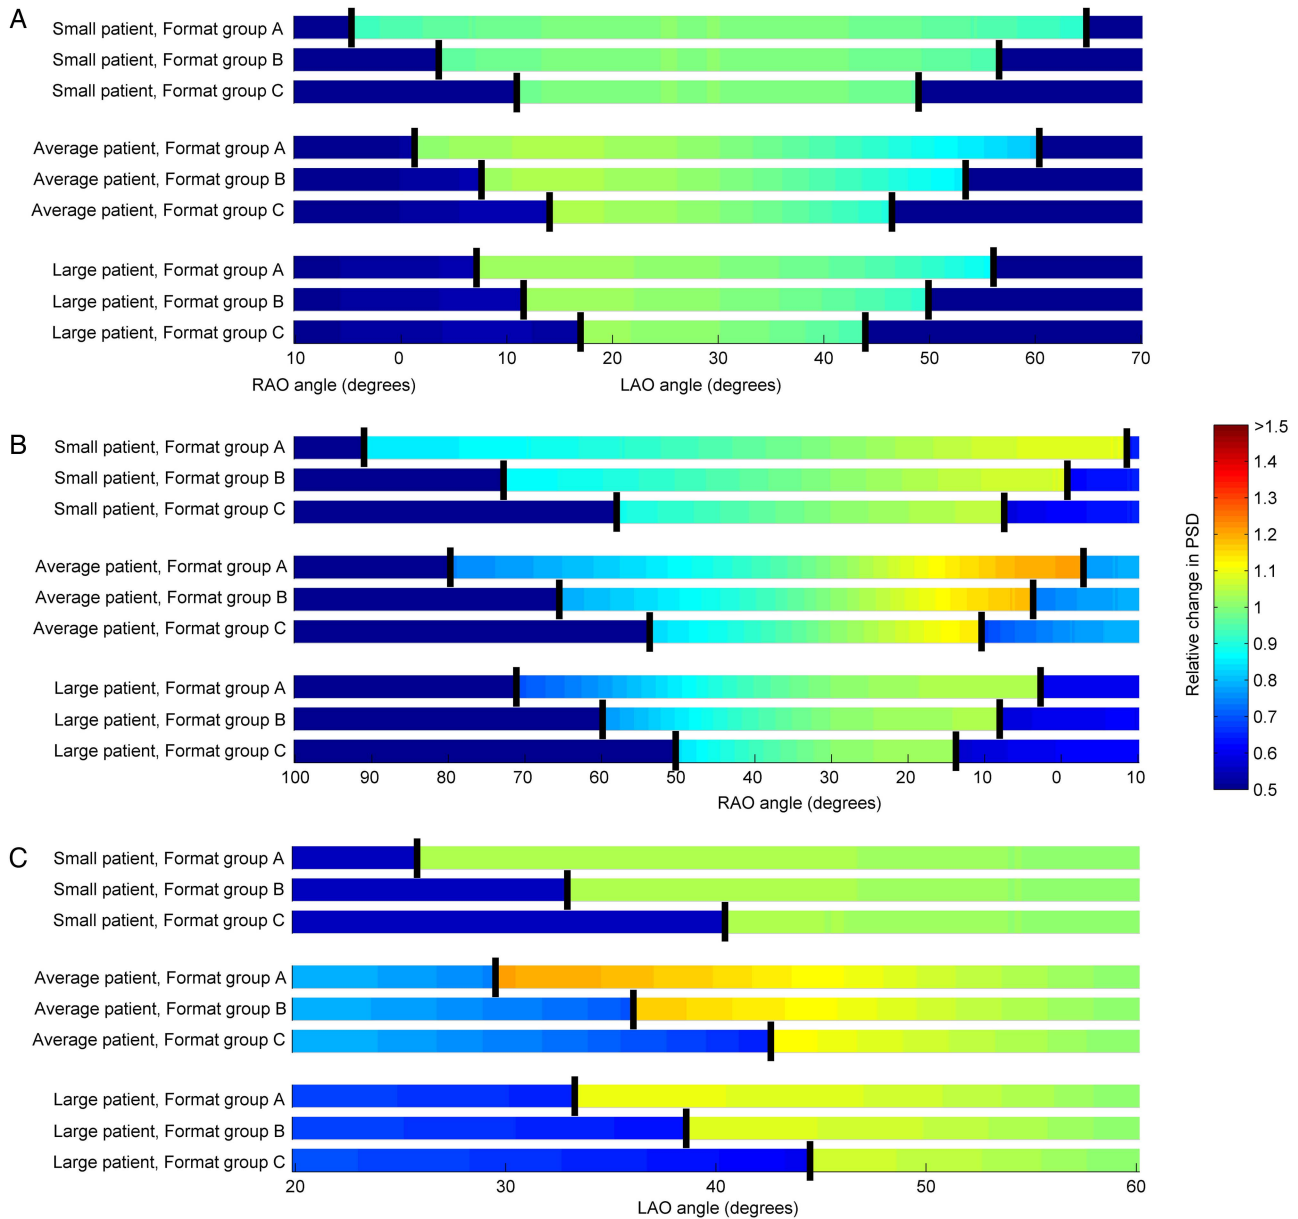 A
Small patient, Format group A
Small patient, Format group B
Small patient, Format group C
Average patient, Format group A
Average patient, Format group B
Average patient, Format group C
Large patient, Format group A
Large patient, Format group B
Large patient, Format group C
10 0 10 20 30 40 50 60 70
RAO angle (degrees) LAO angle (degrees)
B
Small patient, Format group A
Small patient, Format group B
Small patient, Format group C
Average patient, Format group A
Average patient, Format group B
Average patient, Format group C
Large patient, Format group A
Large patient, Format group B
Large patient, Format group C
100 90 80 70 60 50 40 30 20 10 0 10
RAO angle (degrees)
Relative change in PSD
>1.5
1.4
1.3
1.2
1.1
1
0.9
0.8
0.7
0.6
0.5
C
Small patient, Format group A
Small patient, Format group B
Small patient, Format group C
Average patient, Format group A
Average patient, Format group B
Average patient, Format group C
Large patient, Format group A
Large patient, Format group B
Large patient, Format group C
20 30 40 50 60
LAO angle (degrees)